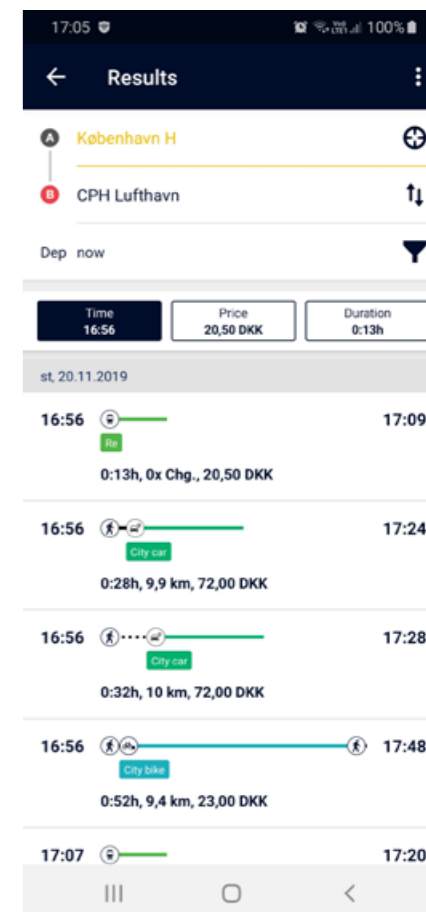 17:05 100%
Results
A København H
B CPH Lufthavn
Dep now
Time Price Duration
16:56 20,50 DKK 0:13h
st, 20.11.2019
16:56 17:09
Re
0:13h, 0x Chg., 20,50 DKK
16:56 17:24
City car
0:28h, 9,9 km, 72,00 DKK
16:56 17:28
City car
0:32h, 10 km, 72,00 DKK
16:56 17:48
City bike
0:52h, 9,4 km, 23,00 DKK
17:07 17:20